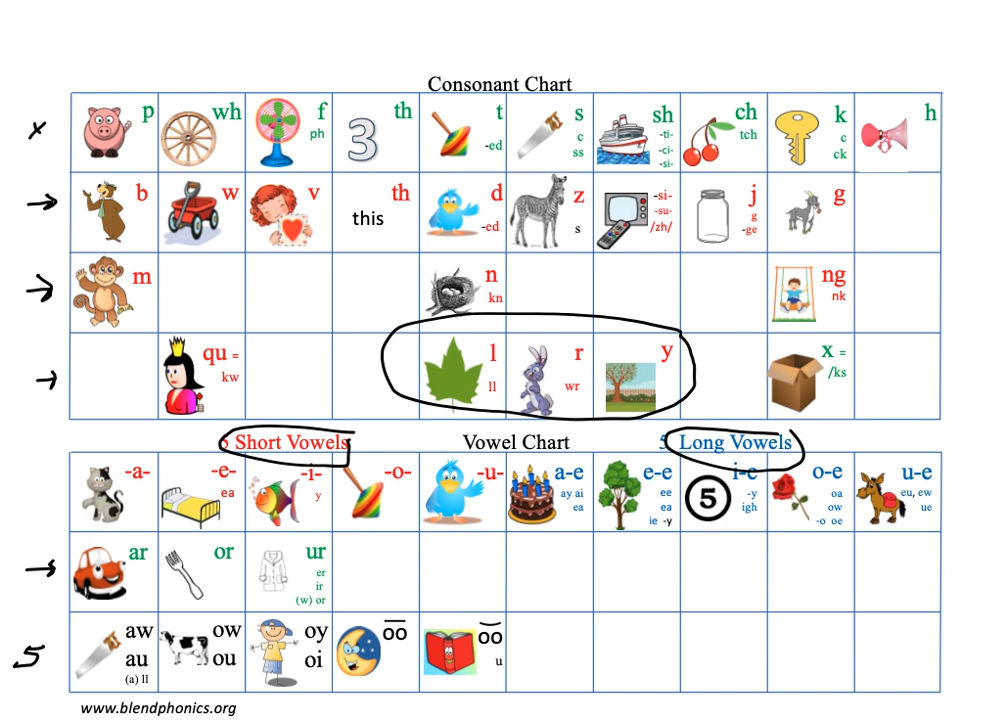 Consonant Chart
x p wh f ph 3 th t -ed s c ss sh -ti- -ci- -si- ch tch k c ck h
→ b w v this th d -ed z s -si- -su- /zh/ j g -ge g
→ m n kn ng nk
→ qu = kw l ll r wr y x = /ks
5 Short Vowels Vowel Chart 5 Long Vowels
-a- -e- ea -i- y -o- -u- a-e ay ai ea e-e ee ea ie -y 5 i-e -y igh o-e oa ow -o oe u-e eu, ew ue
→ ar or ur er ir (w) or
5 aw au (a) ll ow ou oy oi o͞o o͝o u
www.blendphonics.org